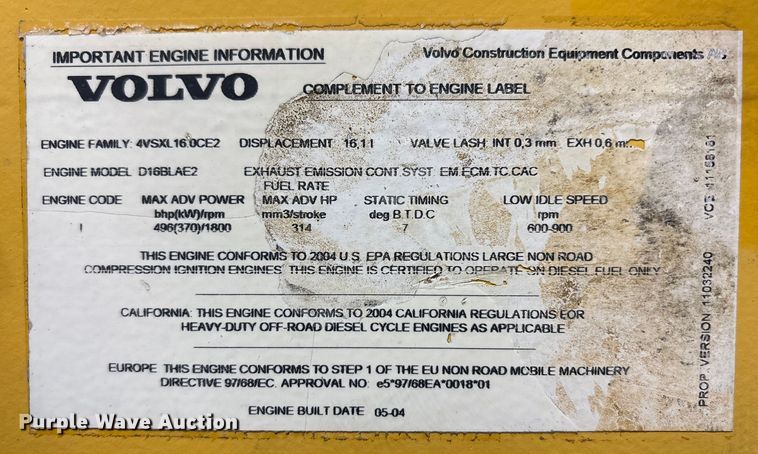 IMPORTANT ENGINE INFORMATION
Volvo Construction Equipment Components
VOLVO
COMPLEMENT TO ENGINE LABEL
ENGINE FAMILY: 4VSXL16.0CE2 DISPLACEMENT 16,1 l VALVE LASH: INT 0,3 mm EXH 0,6 m
ENGINE MODEL D16BLAE2 EXHAUST EMISSION CONT SYST EM.ECM.TC.CAC
FUEL RATE
ENGINE CODE MAX ADV POWER MAX ADV HP STATIC TIMING LOW IDLE SPEED
bhp(kW)/rpm mm3/stroke deg B.T.D.C rpm
I 496(370)/1800 314 7 600-900
THIS ENGINE CONFORMS TO 2004 U.S. EPA REGULATIONS LARGE NON ROAD
COMPRESSION IGNITION ENGINES. THIS ENGINE IS CERTIFIED TO OPERATE ON DIESEL FUEL ONLY
CALIFORNIA: THIS ENGINE CONFORMS TO 2004 CALIFORNIA REGULATIONS FOR
HEAVY-DUTY OFF-ROAD DIESEL CYCLE ENGINES AS APPLICABLE
EUROPE THIS ENGINE CONFORMS TO STEP 1 OF THE EU NON ROAD MOBILE MACHINERY
DIRECTIVE 97/68/EC. APPROVAL NO: e5*97/68EA*0018*01
ENGINE BUILT DATE 05-04
PROP. VERSION 11032240 VCE
Purple Wave Auction